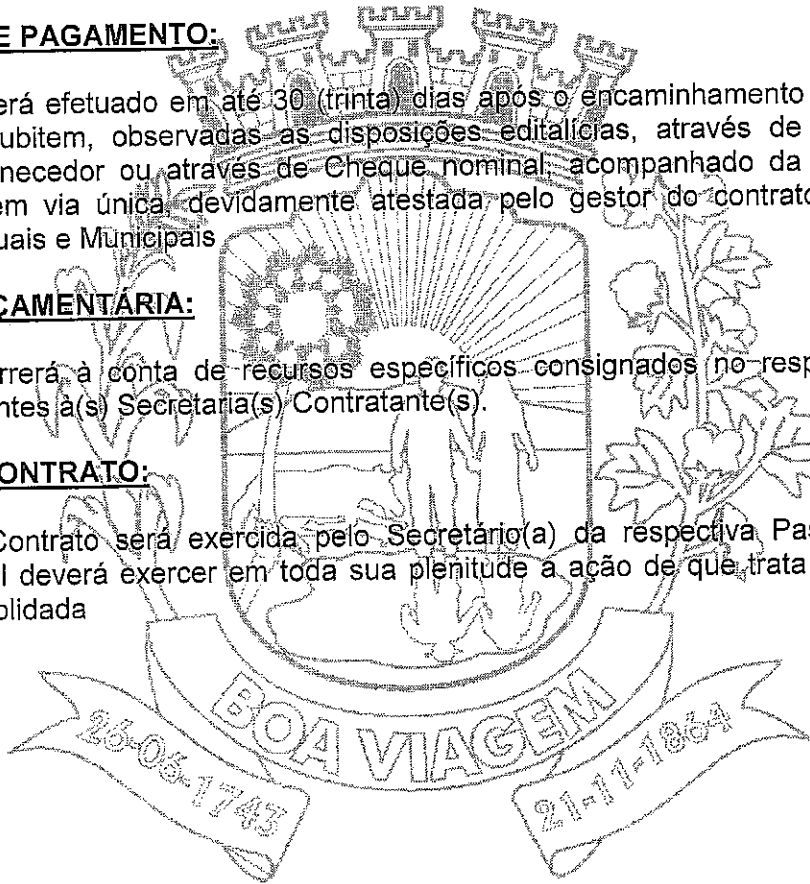 E PAGAMENTO:
erá efetuado em até 30 (trinta) dias após o encaminhamento
ubitem, observadas as disposições editalícias, através de
necedor ou através de Cheque nominal, acompanhado da
em via única, devidamente atestada pelo gestor do contrato
uais e Municipais
ÇAMENTÁRIA:
rrerá à conta de recursos específicos consignados no resp
ntes à(s) Secretaria(s) Contratante(s).
ONTRATO:
Contrato será exercida pelo Secretário(a) da respectiva Pas
l deverá exercer em toda sua plenitude a ação de que trata
olidada
BOA VIAGEM
26-06-1743
21-11-1864